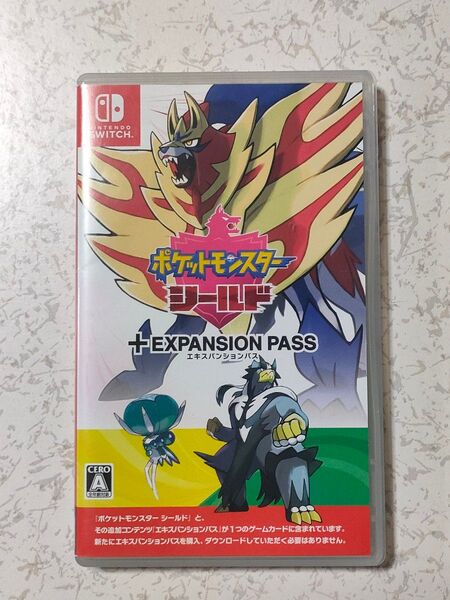 NINTENDO
SWITCH.
ポケットモンスター
シールド
+EXPANSION PASS
エキスパンションパス
CERO
A
全年齢対象
『ポケットモンスター シールド』と、
その追加コンテンツ『エキスパンションパス』が1つのゲームカードに含まれています。
新たにエキスパンションパスを購入、ダウンロードしていただく必要はありません。